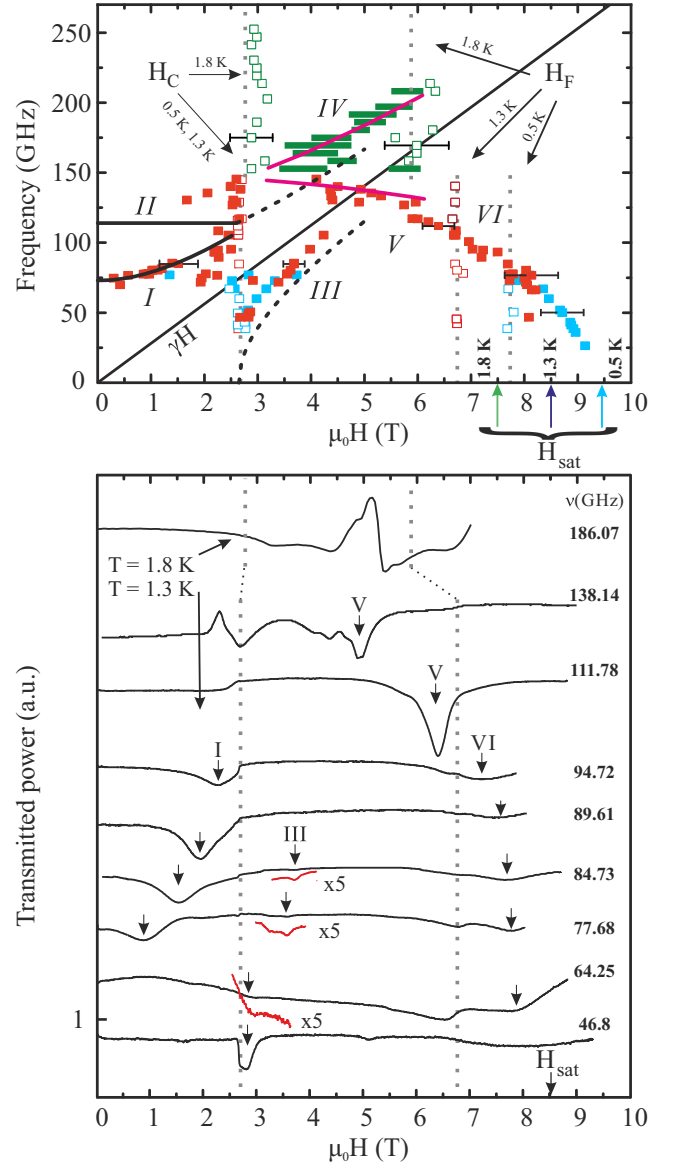 250
200
150
100
50
0
Frequency (GHz)
H_C
1.8 K
0.5 K, 1.3 K
1.8 K
H_F
1.3 K
0.5 K
IV
II
I
γH
III
V
VI
1.8 K
1.3 K
0.5 K
0 1 2 3 4 5 6 7 8 9 10
μ₀H (T)
H_sat
ν(GHz)
186.07
T = 1.8 K
T = 1.3 K
138.14
V
111.78
V
I
VI
94.72
89.61
III
84.73
x5
77.68
x5
64.25
x5
46.8
1
H_sat
Transmitted power (a.u.)
0 1 2 3 4 5 6 7 8 9 10
μ₀H (T)